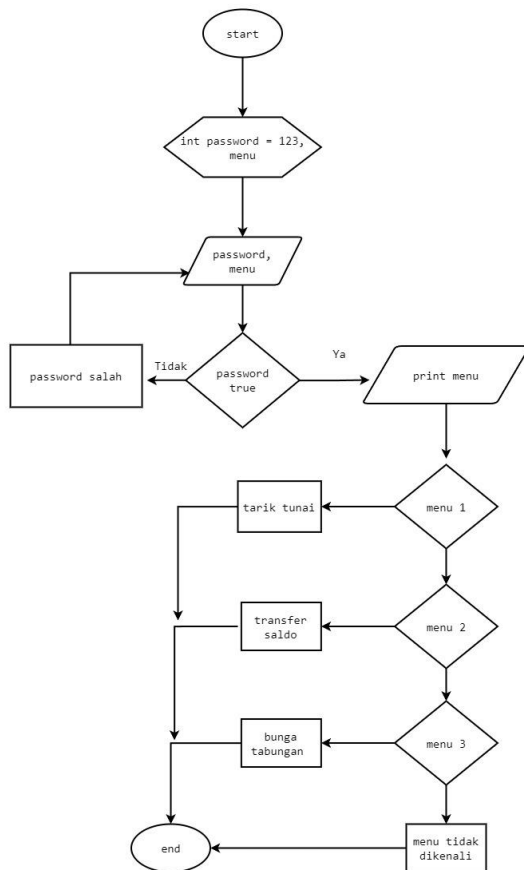 start
int password = 123,
menu
password,
menu
password salah
Tidak
password
true
Ya
print menu
tarik tunai
menu 1
transfer
saldo
menu 2
bunga
tabungan
menu 3
end
menu tidak
dikenali